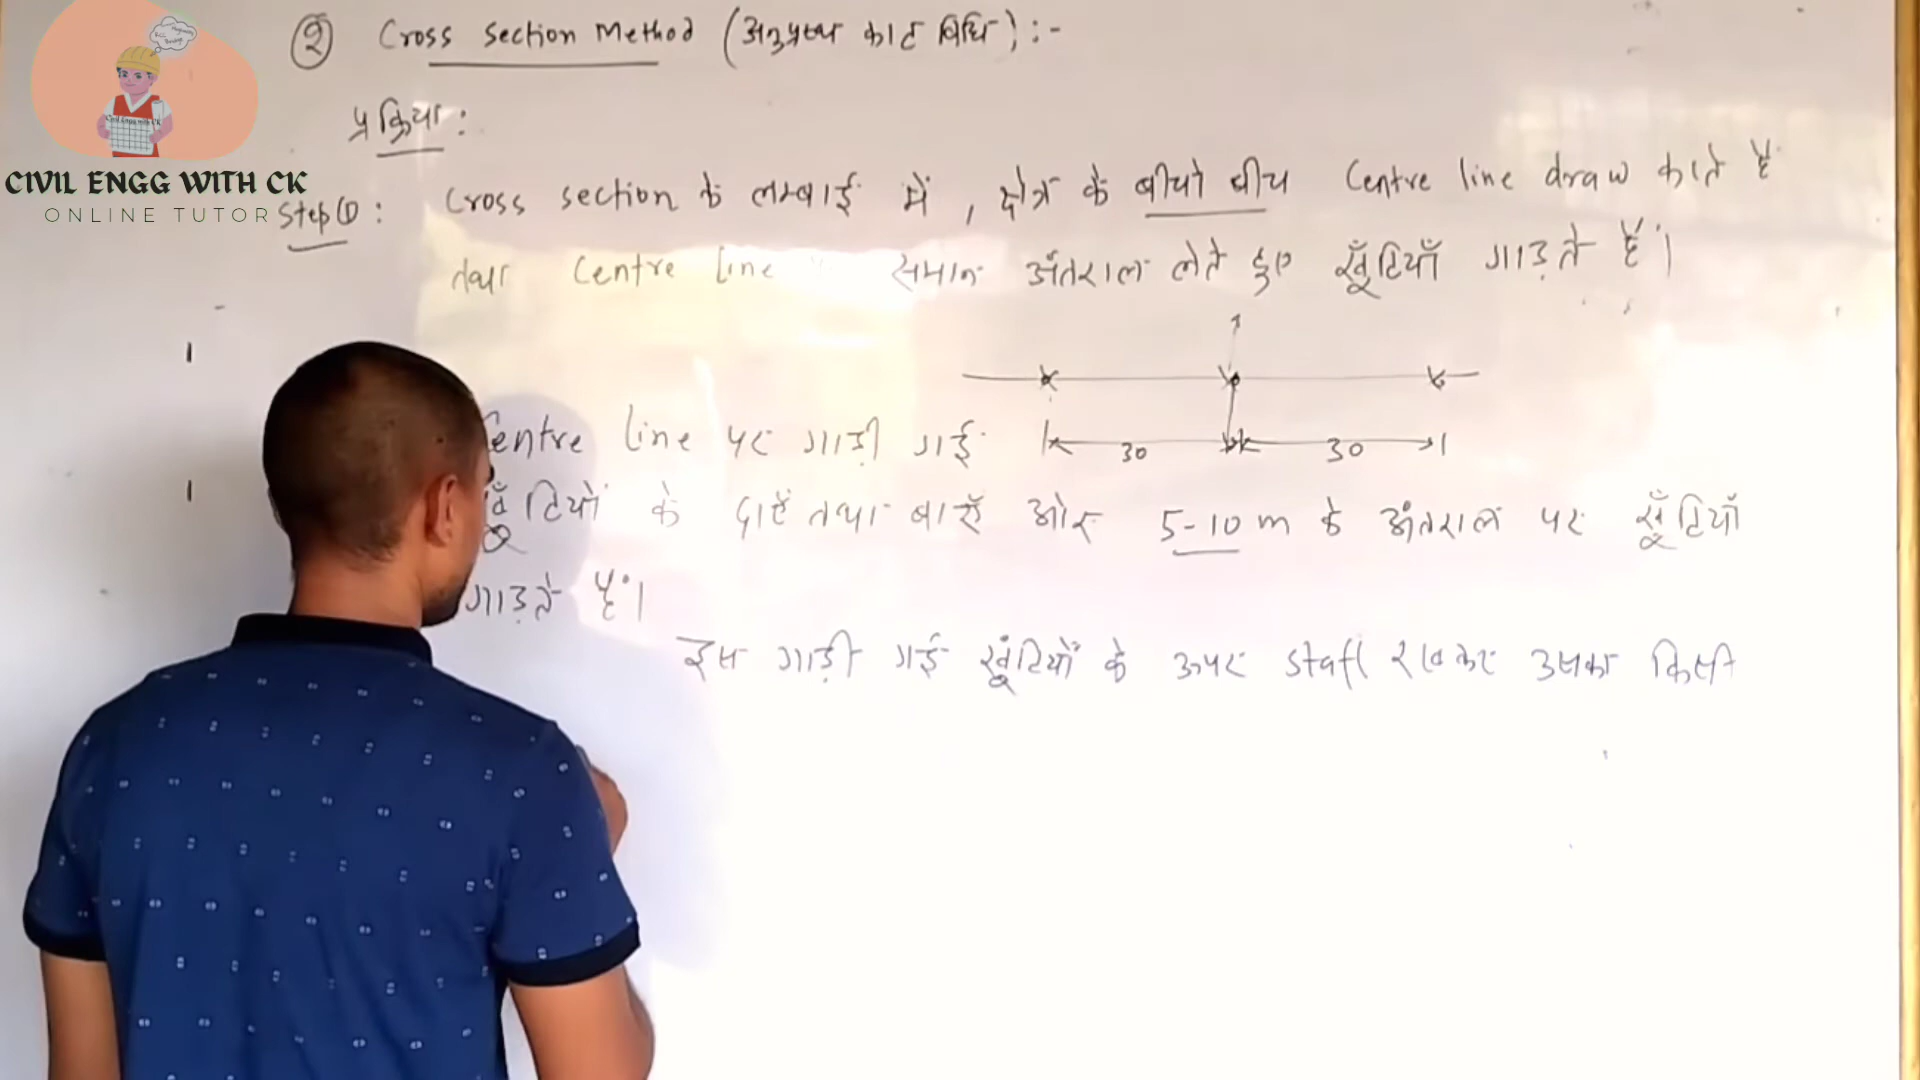 ② Cross Section Method (अनुप्रस्थ काट विधि) :-
प्रक्रिया :
CIVIL ENGG WITH CK
ONLINE TUTOR
Step ① : Cross section के लम्बाई में , क्षेत्र के बीचो बीच Centre line draw करते हैं
तथा Centre line समान अंतराल लेते हुए खूँटियाँ गाड़ते हैं।
Centre line पर गाड़ी गई
30 30
खूँटियों के दाएँ तथा बाएँ ओर 5-10 m के अंतराल पर खूँटियाँ
गाड़ते हैं।
इस गाड़ी गई खूंटियों के ऊपर staff रखकर उसका किसी